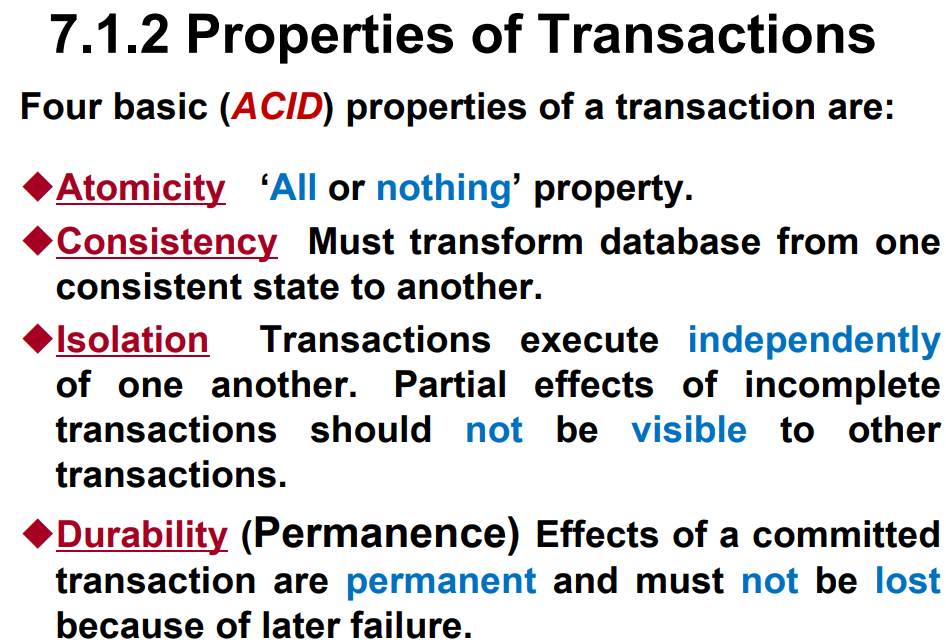 7.1.2 Properties of Transactions
Four basic (ACID) properties of a transaction are:
◆Atomicity ‘All or nothing’ property.
◆Consistency Must transform database from one
consistent state to another.
◆Isolation Transactions execute independently
of one another. Partial effects of incomplete
transactions should not be visible to other
transactions.
◆Durability (Permanence) Effects of a committed
transaction are permanent and must not be lost
because of later failure.